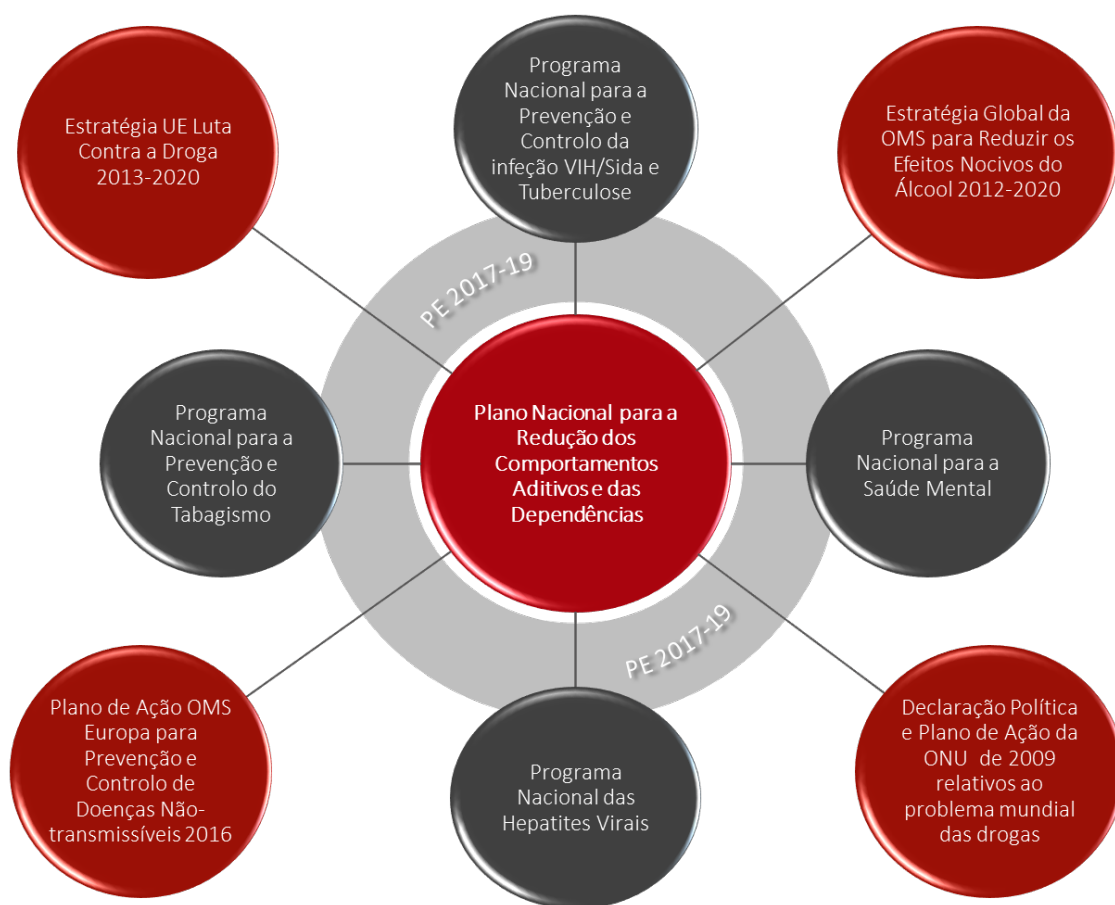 Programa
Nacional para a
Prevenção e
Controlo da
infeção VIH/Sida e
Tuberculose
Estratégia UE Luta
Contra a Droga
2013-2020
Estratégia Global da
OMS para Reduzir os
Efeitos Nocivos do
Álcool 2012-2020
PE 2017-19
Programa
Nacional para a
Prevenção e
Controlo do
Tabagismo
Plano Nacional para a
Redução dos
Comportamentos
Aditivos e das
Dependências
Programa
Nacional para a
Saúde Mental
PE 2017-19
Plano de Ação OMS
Europa para
Prevenção e
Controlo de
Doenças Não-
transmissíveis 2016
Programa
Nacional das
Hepatites Virais
Declaração Política
e Plano de Ação da
ONU de 2009
relativos ao
problema mundial
das drogas